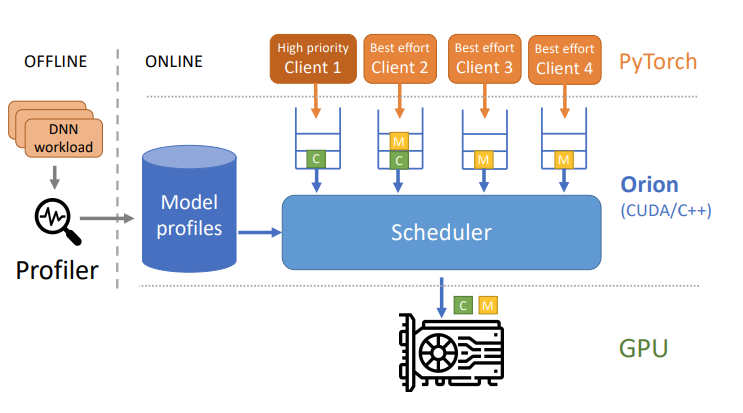 OFFLINE
ONLINE
High priority
Client 1
Best effort
Client 2
Best effort
Client 3
Best effort
Client 4
PyTorch
DNN
workload
M
C
C
M
M
Model
profiles
Scheduler
Orion
(CUDA/C++)
Profiler
C
M
GPU